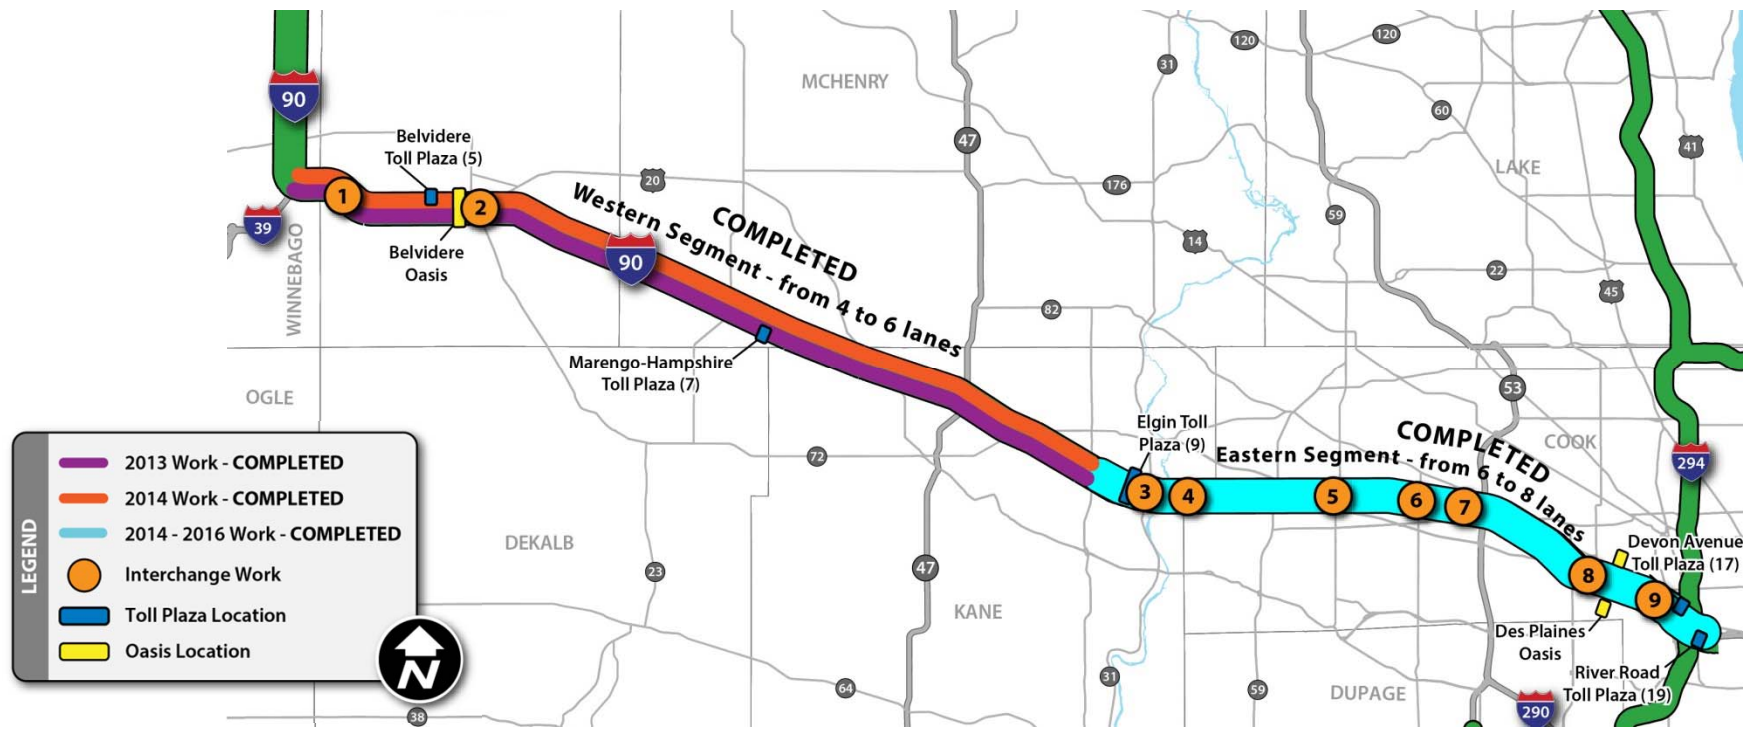 90
39
WINNEBAGO
OGLE
1
Belvidere
Toll Plaza (5)
2
Belvidere
Oasis
20
MCHENRY
COMPLETED
Western Segment - from 4 to 6 lanes
90
Marengo-Hampshire
Toll Plaza (7)
47
31
120
120
60
41
LAKE
176
59
14
22
45
82
53
72
DEKALB
23
47
KANE
64
38
31
59
DUPAGE
290
Elgin Toll
Plaza (9)
COMPLETED
Eastern Segment - from 6 to 8 lanes
COOK
294
3
4
5
6
7
8
9
Devon Avenue
Toll Plaza (17)
Des Plaines
Oasis
River Road
Toll Plaza (19)
LEGEND
2013 Work - COMPLETED
2014 Work - COMPLETED
2014 - 2016 Work - COMPLETED
Interchange Work
Toll Plaza Location
Oasis Location
N